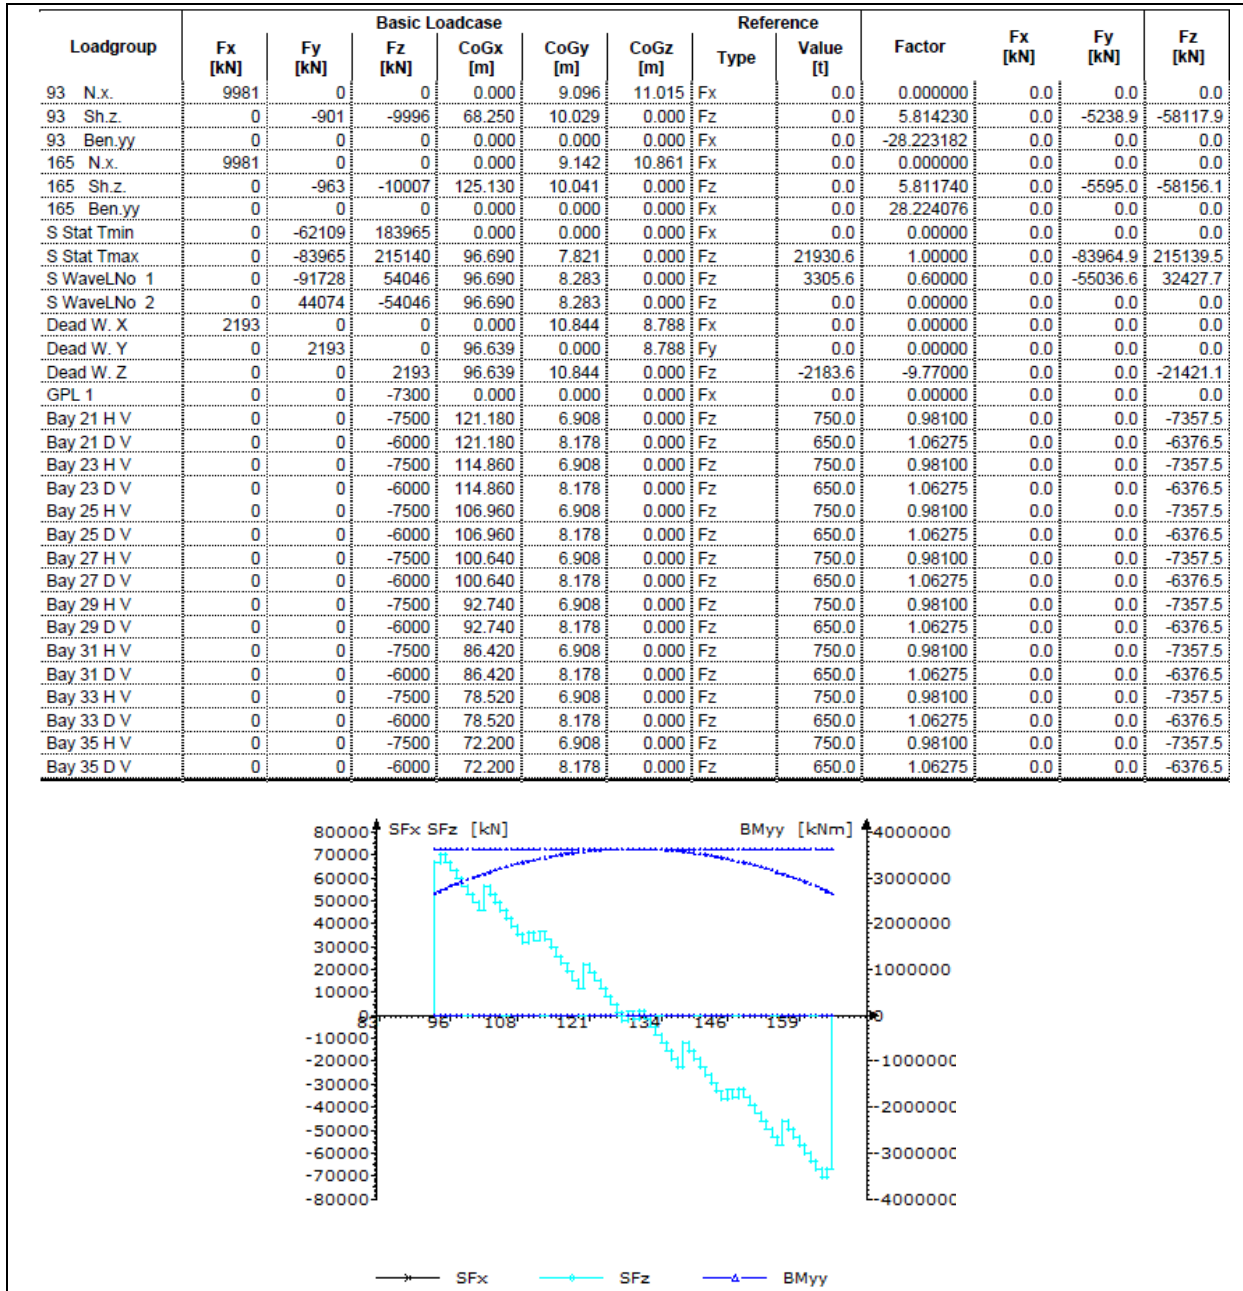 Basic Loadcase Reference
Loadgroup Fx [kN] Fy [kN] Fz [kN] CoGx [m] CoGy [m] CoGz [m] Type Value [t] Factor Fx [kN] Fy [kN] Fz [kN]
93 N.x. 9981 0 0 0.000 9.096 11.015 Fx 0.0 0.000000 0.0 0.0 0.0
93 Sh.z. 0 -901 -9996 68.250 10.029 0.000 Fz 0.0 5.814230 0.0 -5238.9 -58117.9
93 Ben.yy 0 0 0 0.000 0.000 0.000 Fx 0.0 -28.223182 0.0 0.0 0.0
165 N.x. 9981 0 0 0.000 9.142 10.861 Fx 0.0 0.000000 0.0 0.0 0.0
165 Sh.z. 0 -963 -10007 125.130 10.041 0.000 Fz 0.0 5.811740 0.0 -5595.0 -58156.1
165 Ben.yy 0 0 0 0.000 0.000 0.000 Fx 0.0 28.224076 0.0 0.0 0.0
S Stat Tmin 0 -62109 183965 0.000 0.000 0.000 Fx 0.0 0.00000 0.0 0.0 0.0
S Stat Tmax 0 -83965 215140 96.690 7.821 0.000 Fz 21930.6 1.00000 0.0 -83964.9 215139.5
S WaveLNo 1 0 -91728 54046 96.690 8.283 0.000 Fz 3305.6 0.60000 0.0 -55036.6 32427.7
S WaveLNo 2 0 44074 -54046 96.690 8.283 0.000 Fz 0.0 0.00000 0.0 0.0 0.0
Dead W. X 2193 0 0 0.000 10.844 8.788 Fx 0.0 0.00000 0.0 0.0 0.0
Dead W. Y 0 2193 0 96.639 0.000 8.788 Fy 0.0 0.00000 0.0 0.0 0.0
Dead W. Z 0 0 2193 96.639 10.844 0.000 Fz -2183.6 -9.77000 0.0 0.0 -21421.1
GPL 1 0 0 -7300 0.000 0.000 0.000 Fx 0.0 0.00000 0.0 0.0 0.0
Bay 21 H V 0 0 -7500 121.180 6.908 0.000 Fz 750.0 0.98100 0.0 0.0 -7357.5
Bay 21 D V 0 0 -6000 121.180 8.178 0.000 Fz 650.0 1.06275 0.0 0.0 -6376.5
Bay 23 H V 0 0 -7500 114.860 6.908 0.000 Fz 750.0 0.98100 0.0 0.0 -7357.5
Bay 23 D V 0 0 -6000 114.860 8.178 0.000 Fz 650.0 1.06275 0.0 0.0 -6376.5
Bay 25 H V 0 0 -7500 106.960 6.908 0.000 Fz 750.0 0.98100 0.0 0.0 -7357.5
Bay 25 D V 0 0 -6000 106.960 8.178 0.000 Fz 650.0 1.06275 0.0 0.0 -6376.5
Bay 27 H V 0 0 -7500 100.640 6.908 0.000 Fz 750.0 0.98100 0.0 0.0 -7357.5
Bay 27 D V 0 0 -6000 100.640 8.178 0.000 Fz 650.0 1.06275 0.0 0.0 -6376.5
Bay 29 H V 0 0 -7500 92.740 6.908 0.000 Fz 750.0 0.98100 0.0 0.0 -7357.5
Bay 29 D V 0 0 -6000 92.740 8.178 0.000 Fz 650.0 1.06275 0.0 0.0 -6376.5
Bay 31 H V 0 0 -7500 86.420 6.908 0.000 Fz 750.0 0.98100 0.0 0.0 -7357.5
Bay 31 D V 0 0 -6000 86.420 8.178 0.000 Fz 650.0 1.06275 0.0 0.0 -6376.5
Bay 33 H V 0 0 -7500 78.520 6.908 0.000 Fz 750.0 0.98100 0.0 0.0 -7357.5
Bay 33 D V 0 0 -6000 78.520 8.178 0.000 Fz 650.0 1.06275 0.0 0.0 -6376.5
Bay 35 H V 0 0 -7500 72.200 6.908 0.000 Fz 750.0 0.98100 0.0 0.0 -7357.5
Bay 35 D V 0 0 -6000 72.200 8.178 0.000 Fz 650.0 1.06275 0.0 0.0 -6376.5
80000 SFx SFz [kN] BMyy [kNm] 4000000
70000
60000 3000000
50000
40000 2000000
30000
20000 1000000
10000
0 0
83 96 108 121 134 146 159
-10000
-20000 -1000000
-30000
-40000 -2000000
-50000
-60000 -3000000
-70000
-80000 -4000000
SFx SFz BMyy